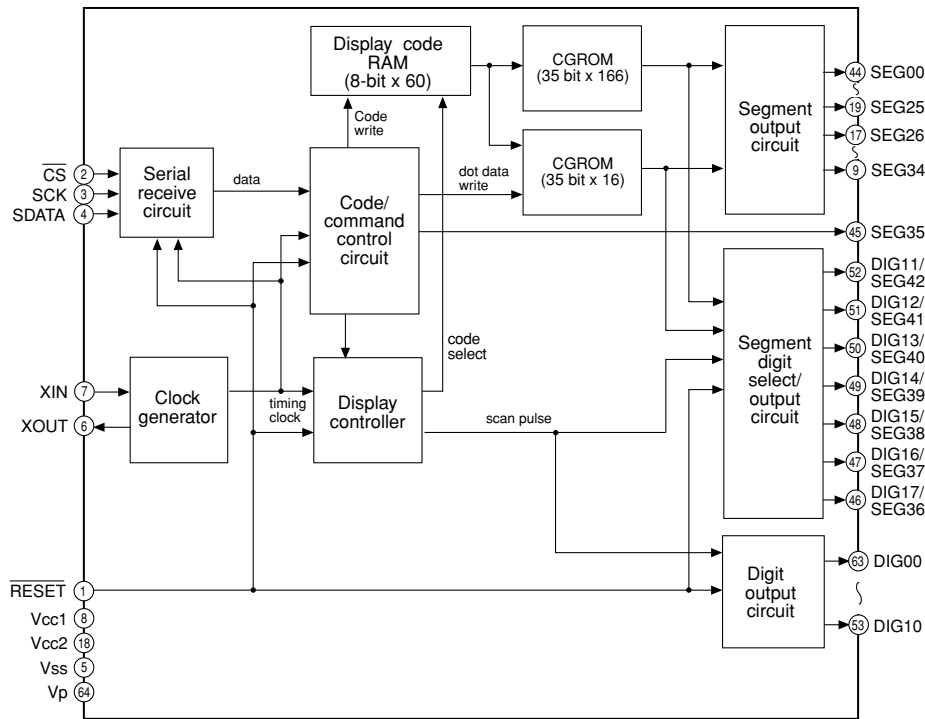 Display code
RAM
(8-bit x 60)
CGROM
(35 bit x 166)
44 SEG00
19 SEG25
17 SEG26
9 SEG34
Segment
output
circuit
Code
write
CS 2
SCK 3
SDATA 4
Serial
receive
circuit
data
Code/
command
control
circuit
dot data
write
CGROM
(35 bit x 16)
45 SEG35
52 DIG11/
SEG42
51 DIG12/
SEG41
50 DIG13/
SEG40
49 DIG14/
SEG39
48 DIG15/
SEG38
47 DIG16/
SEG37
46 DIG17/
SEG36
Segment
digit
select/
output
circuit
code
select
XIN 7
XOUT 6
Clock
generator
timing
clock
Display
controller
scan pulse
RESET 1
Vcc1 8
Vcc2 18
Vss 5
Vp 64
Digit
output
circuit
63 DIG00
53 DIG10